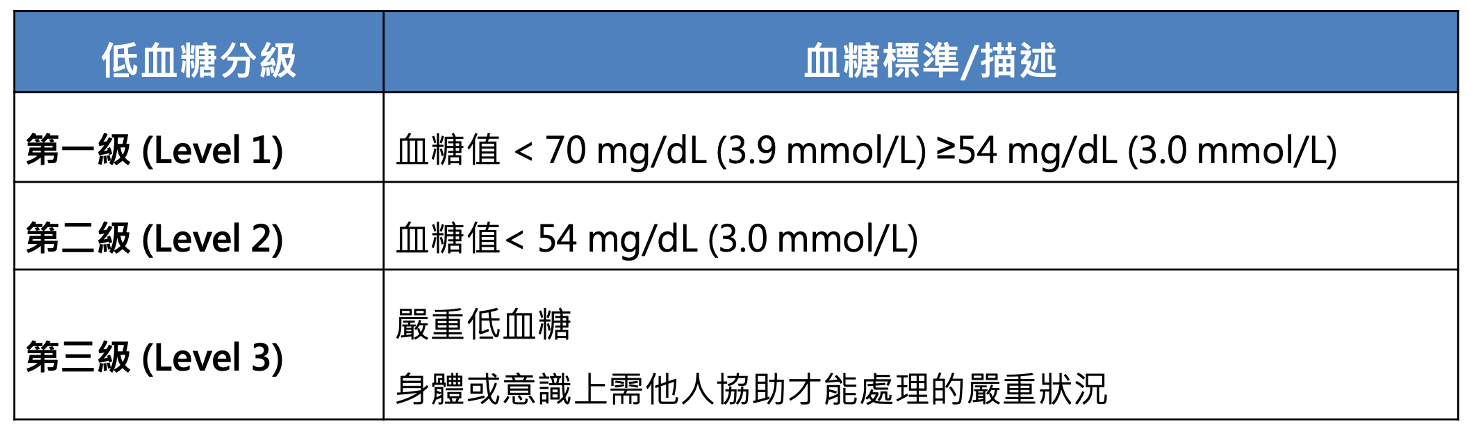 低血糖分級
血糖標準/描述
第一級 (Level 1)
血糖值 < 70 mg/dL (3.9 mmol/L) ≥54 mg/dL (3.0 mmol/L)
第二級 (Level 2)
血糖值< 54 mg/dL (3.0 mmol/L)
第三級 (Level 3)
嚴重低血糖
身體或意識上需他人協助才能處理的嚴重狀況